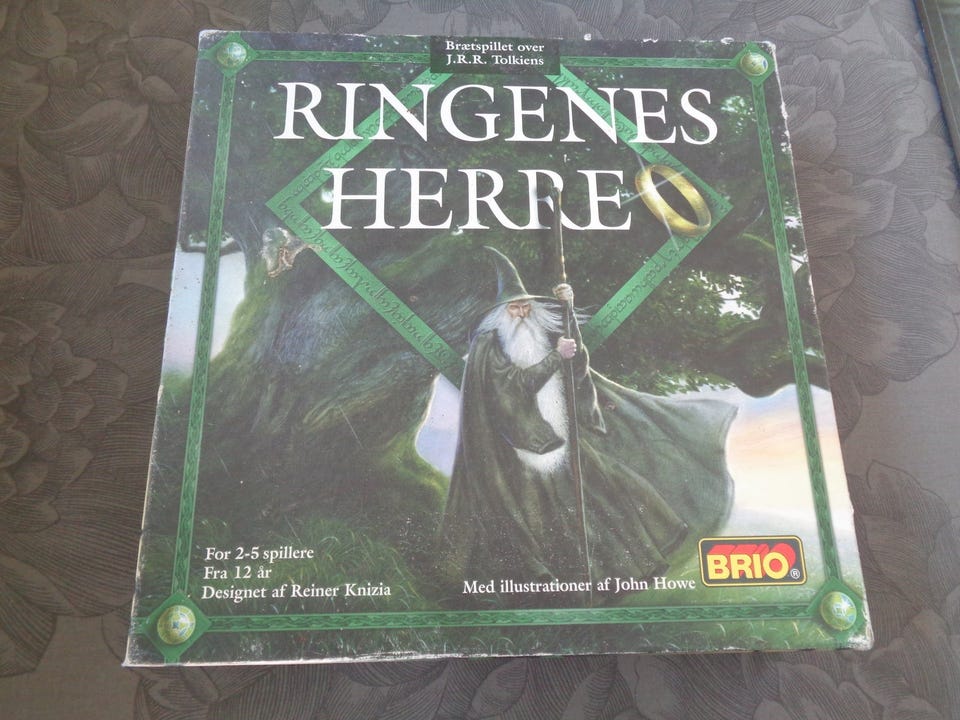 Brætspillet over
J.R.R. Tolkiens
RINGENES
HERRE
For 2-5 spillere
Fra 12 år
Designet af Reiner Knizia
Med illustrationer af John Howe
BRIO®